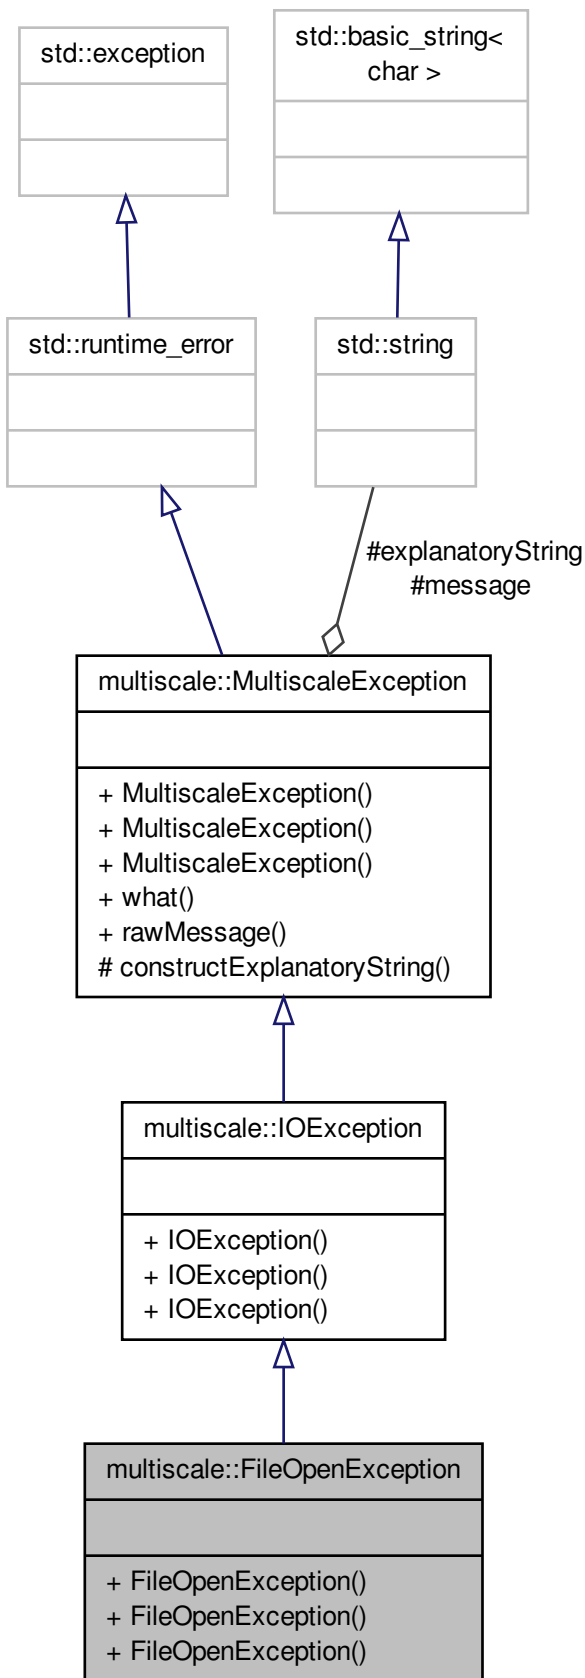 std::exception
std::basic_string<
char >
std::runtime_error
std::string
#explanatoryString
#message
multiscale::MultiscaleException
+ MultiscaleException()
+ MultiscaleException()
+ MultiscaleException()
+ what()
+ rawMessage()
# constructExplanatoryString()
multiscale::IOException
+ IOException()
+ IOException()
+ IOException()
multiscale::FileOpenException
+ FileOpenException()
+ FileOpenException()
+ FileOpenException()